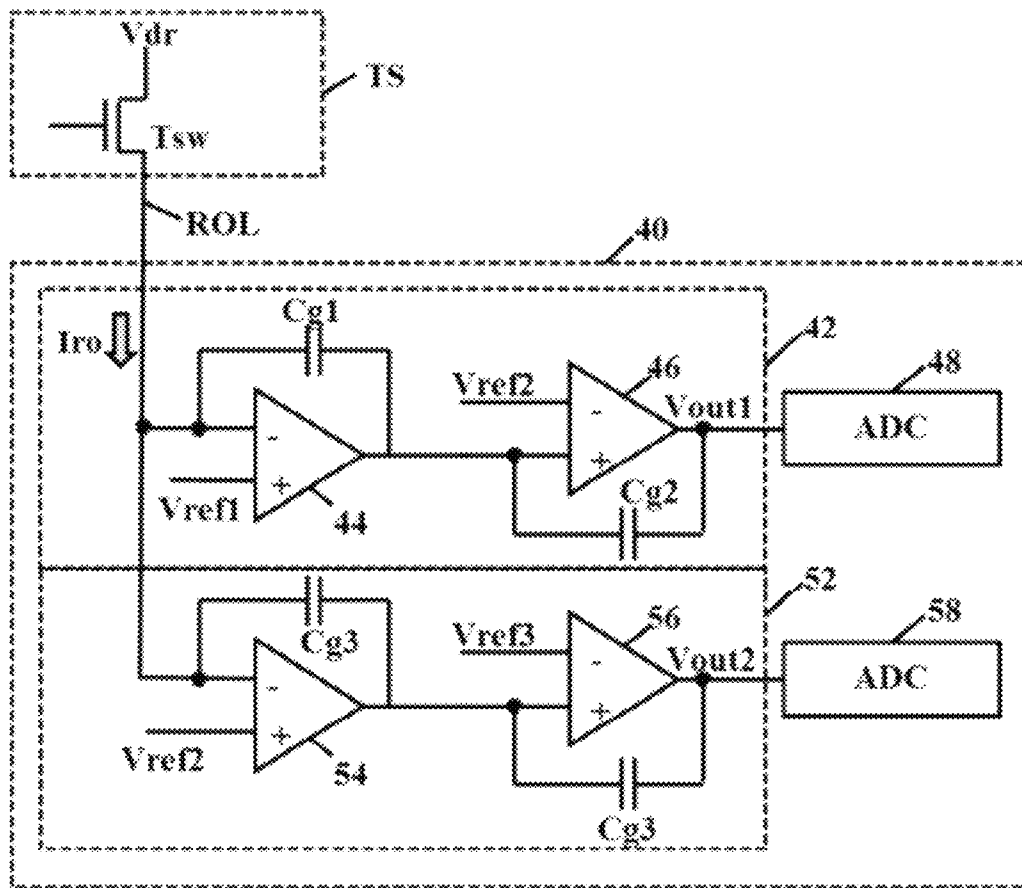 Vdr
TS
Tsw
ROL
40
Cg1
42
Iro
46
48
Vref2
Vout1
ADC
-
-
+
+
Vref1
44
Cg2
Cg3
52
56
58
Vref3
Vout2
ADC
-
-
+
+
Vref2
54
Cg3